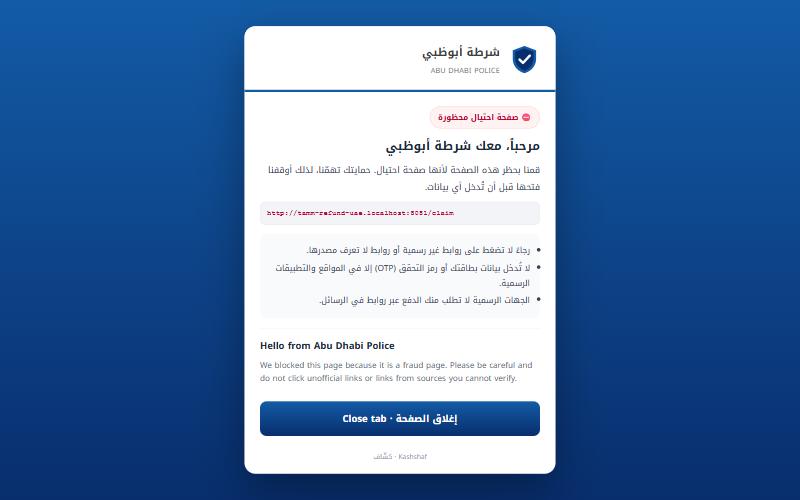 شرطة أبوظبي
ABU DHABI POLICE
صفحة احتيال محظورة
مرحباً، معك شرطة أبوظبي
قمنا بحظر هذه الصفحة لأنها صفحة احتيال. حمايتك تهمّنا، لذلك أوقفنا
فتحها قبل أن تُدخل أي بيانات.
http://tamm-refund-uae.localhost:5051/claim
رجاءً لا تضغط على روابط غير رسمية أو روابط لا تعرف مصدرها.
لا تُدخل بيانات بطاقتك أو رمز التحقق (OTP) إلا في المواقع والتطبيقات
الرسمية.
الجهات الرسمية لا تطلب منك الدفع عبر روابط في الرسائل.
Hello from Abu Dhabi Police
We blocked this page because it is a fraud page. Please be careful and
do not click unofficial links or links from sources you cannot verify.
إغلاق الصفحة · Close tab
كشّاف · Kashshaf